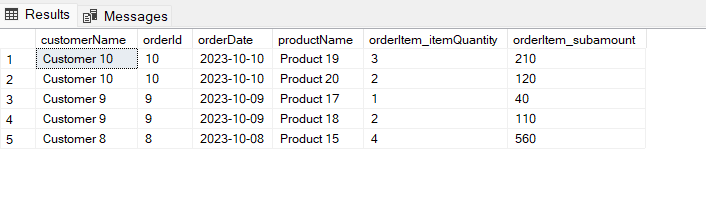 Results Messages
customerName orderId orderDate productName orderItem_itemQuantity orderItem_subamount
1 Customer 10 10 2023-10-10 Product 19 3 210
2 Customer 10 10 2023-10-10 Product 20 2 120
3 Customer 9 9 2023-10-09 Product 17 1 40
4 Customer 9 9 2023-10-09 Product 18 2 110
5 Customer 8 8 2023-10-08 Product 15 4 560